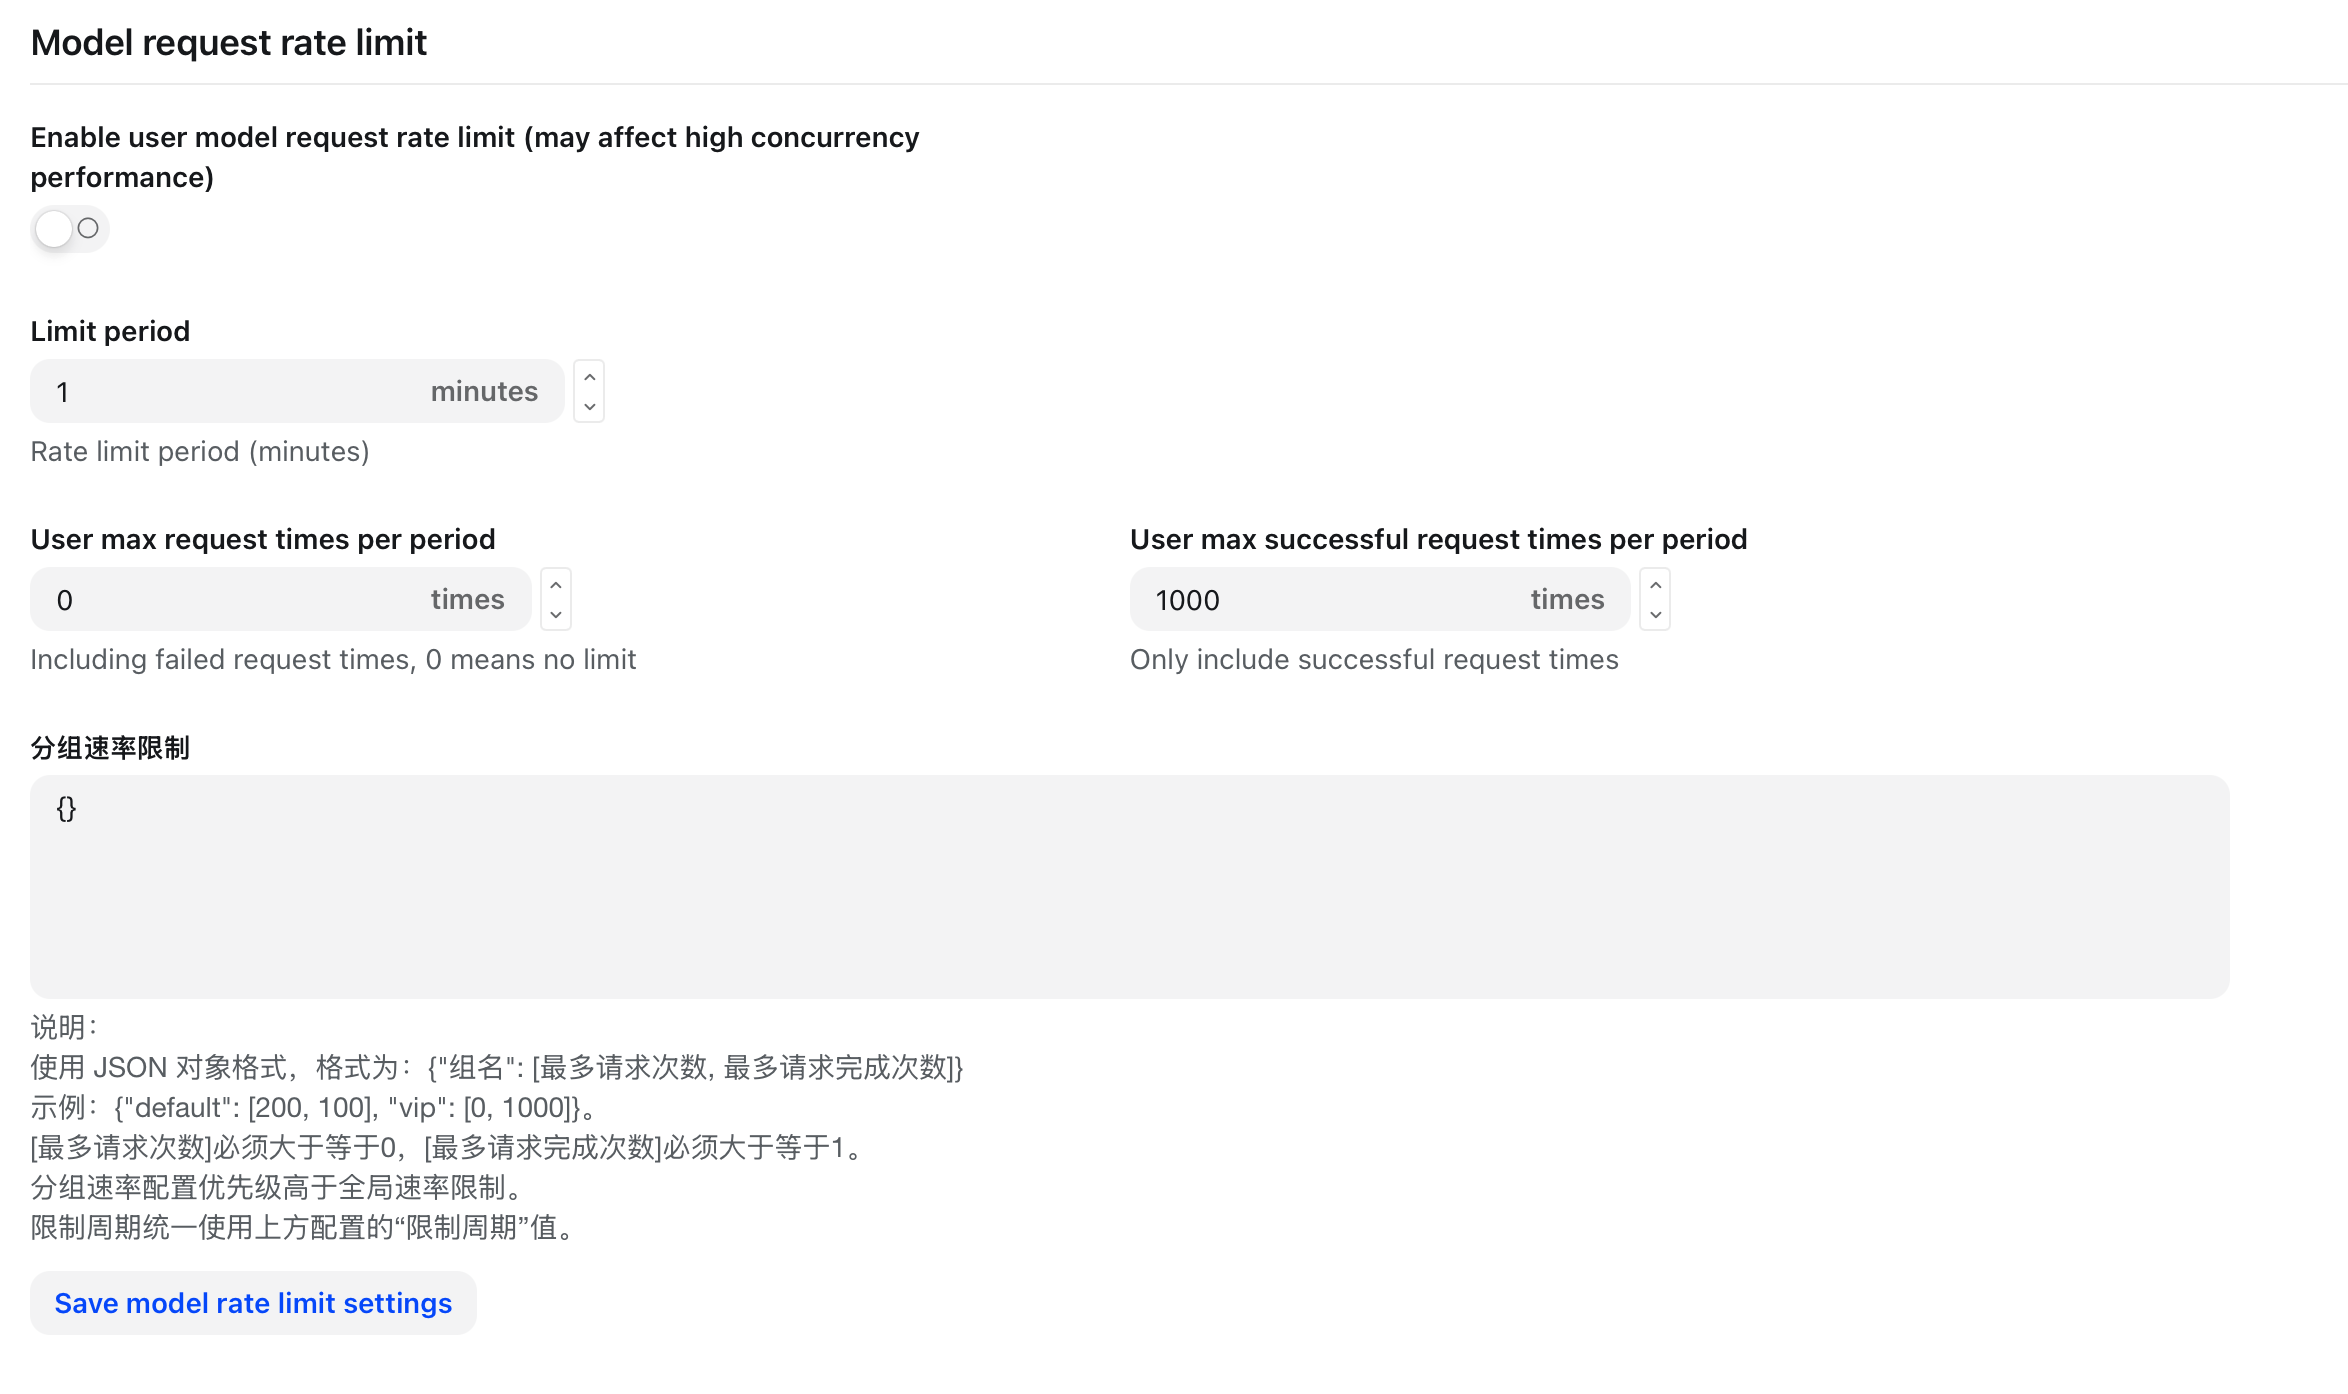 Model request rate limit
Enable user model request rate limit (may affect high concurrency
performance)
Limit period
1 minutes
Rate limit period (minutes)
User max request times per period
0 times
Including failed request times, 0 means no limit
User max successful request times per period
1000 times
Only include successful request times
分组速率限制
{}
说明：
使用 JSON 对象格式，格式为：{"组名": [最多请求次数, 最多请求完成次数]}
示例：{"default": [200, 100], "vip": [0, 1000]}。
[最多请求次数]必须大于等于0，[最多请求完成次数]必须大于等于1。
分组速率配置优先级高于全局速率限制。
限制周期统一使用上方配置的“限制周期”值。
Save model rate limit settings